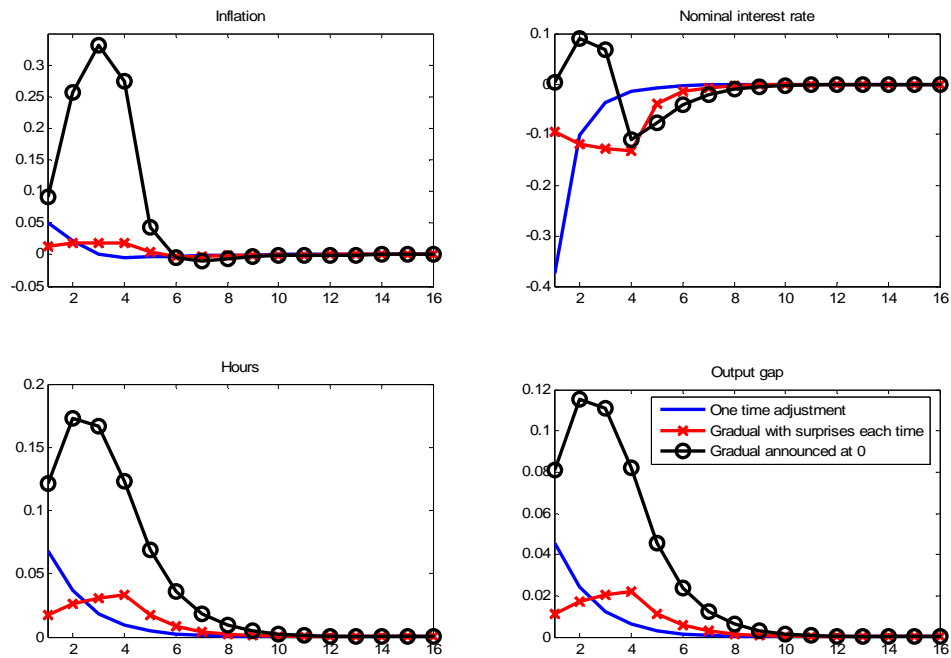 Inflation
0.3
0.25
0.2
0.15
0.1
0.05
0
-0.05
2 4 6 8 10 12 14 16
Nominal interest rate
0.1
0
-0.1
-0.2
-0.3
-0.4
2 4 6 8 10 12 14 16
Hours
0.2
0.15
0.1
0.05
0
2 4 6 8 10 12 14 16
Output gap
0.12
0.1
0.08
0.06
0.04
0.02
0
2 4 6 8 10 12 14 16
One time adjustment
Gradual with surprises each time
Gradual announced at 0